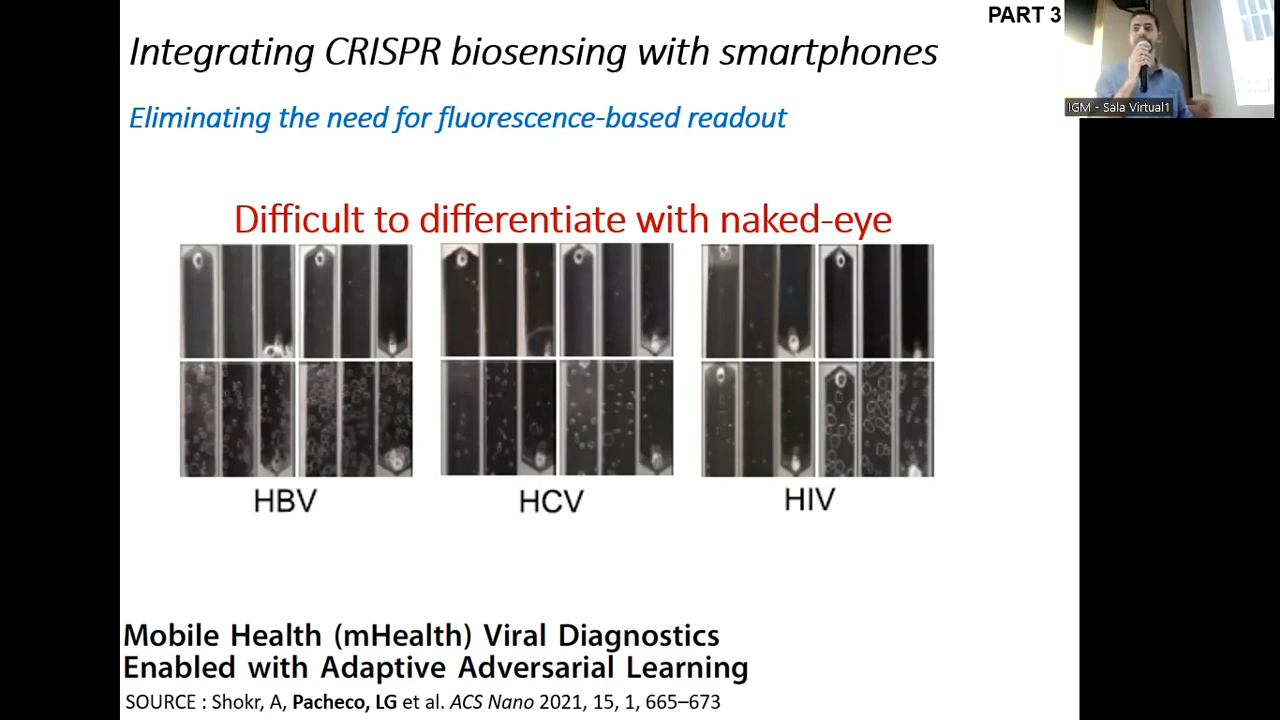 PART 3
Integrating CRISPR biosensing with smartphones
IGM - Sala Virtual1
Eliminating the need for fluorescence-based readout
Difficult to differentiate with naked-eye
HBV
HCV
HIV
Mobile Health (mHealth) Viral Diagnostics
Enabled with Adaptive Adversarial Learning
SOURCE : Shokr, A, Pacheco, LG et al. ACS Nano 2021, 15, 1, 665–673